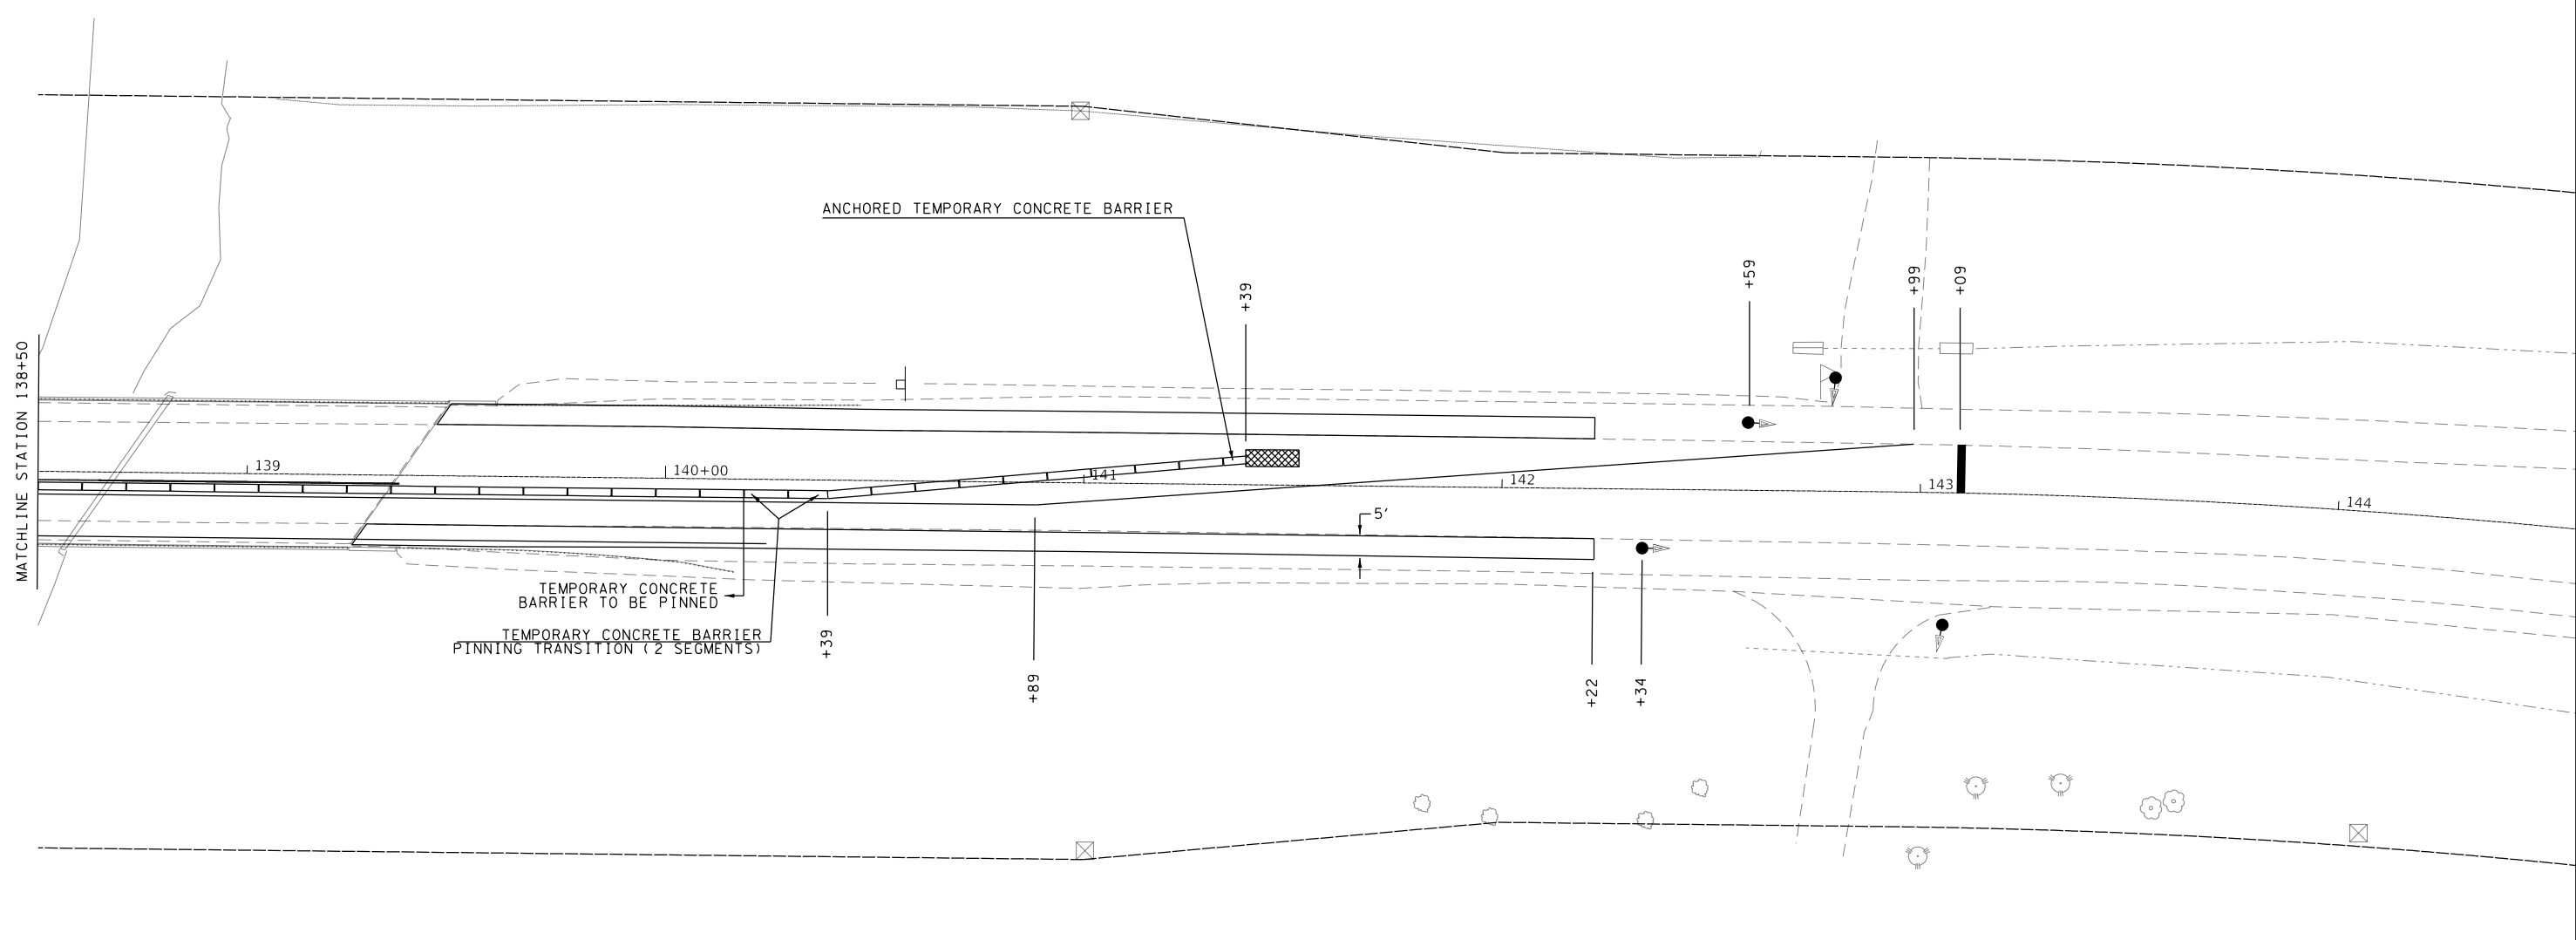 ANCHORED TEMPORARY CONCRETE BARRIER
+39
+59
+99
+09
MATCHLINE STATION 138+50
139
140+00
141
142
143
144
5'
TEMPORARY CONCRETE
BARRIER TO BE PINNED
TEMPORARY CONCRETE BARRIER
PINNING TRANSITION (2 SEGMENTS)
+39
+89
+22
+34